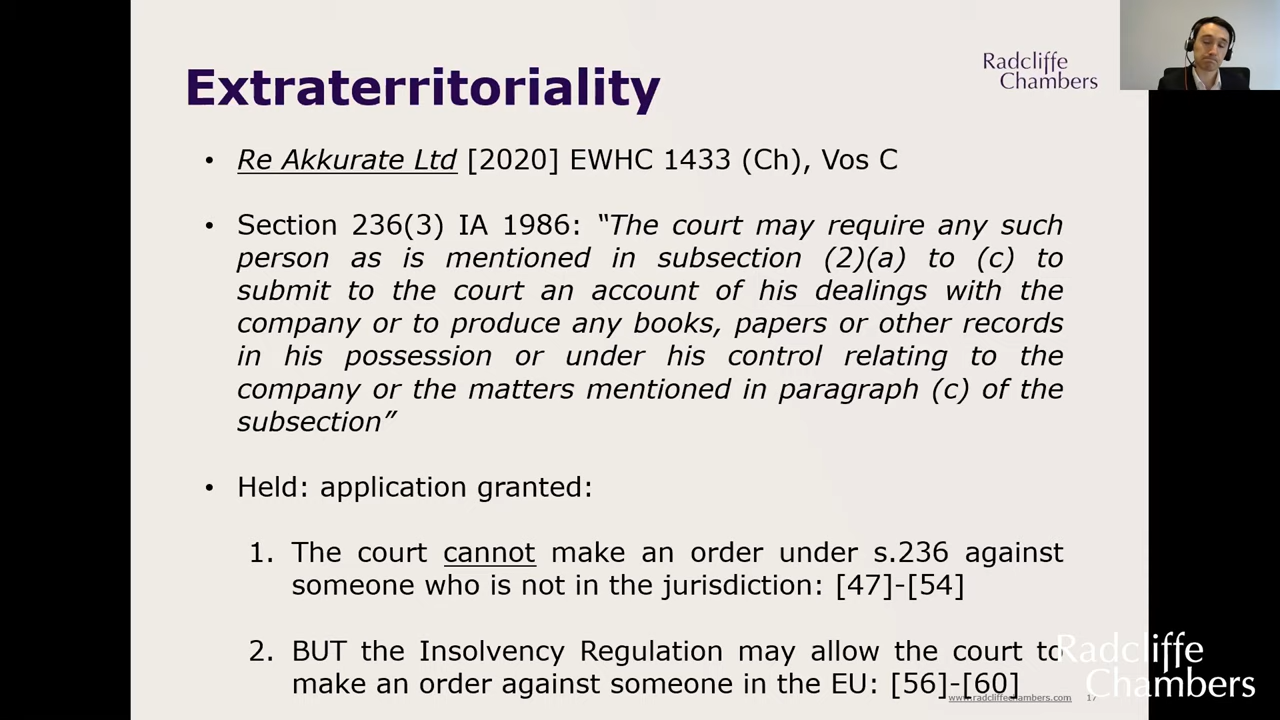 Extraterritoriality
Radcliffe
Chambers
• Re Akkurate Ltd [2020] EWHC 1433 (Ch), Vos C
• Section 236(3) IA 1986: “The court may require any such
person as is mentioned in subsection (2)(a) to (c) to
submit to the court an account of his dealings with the
company or to produce any books, papers or other records
in his possession or under his control relating to the
company or the matters mentioned in paragraph (c) of the
subsection”
• Held: application granted:
1. The court cannot make an order under s.236 against
someone who is not in the jurisdiction: [47]-[54]
2. BUT the Insolvency Regulation may allow the court to
make an order against someone in the EU: [56]-[60]
www.radcliffechambers.com
Radcliffe
Chambers